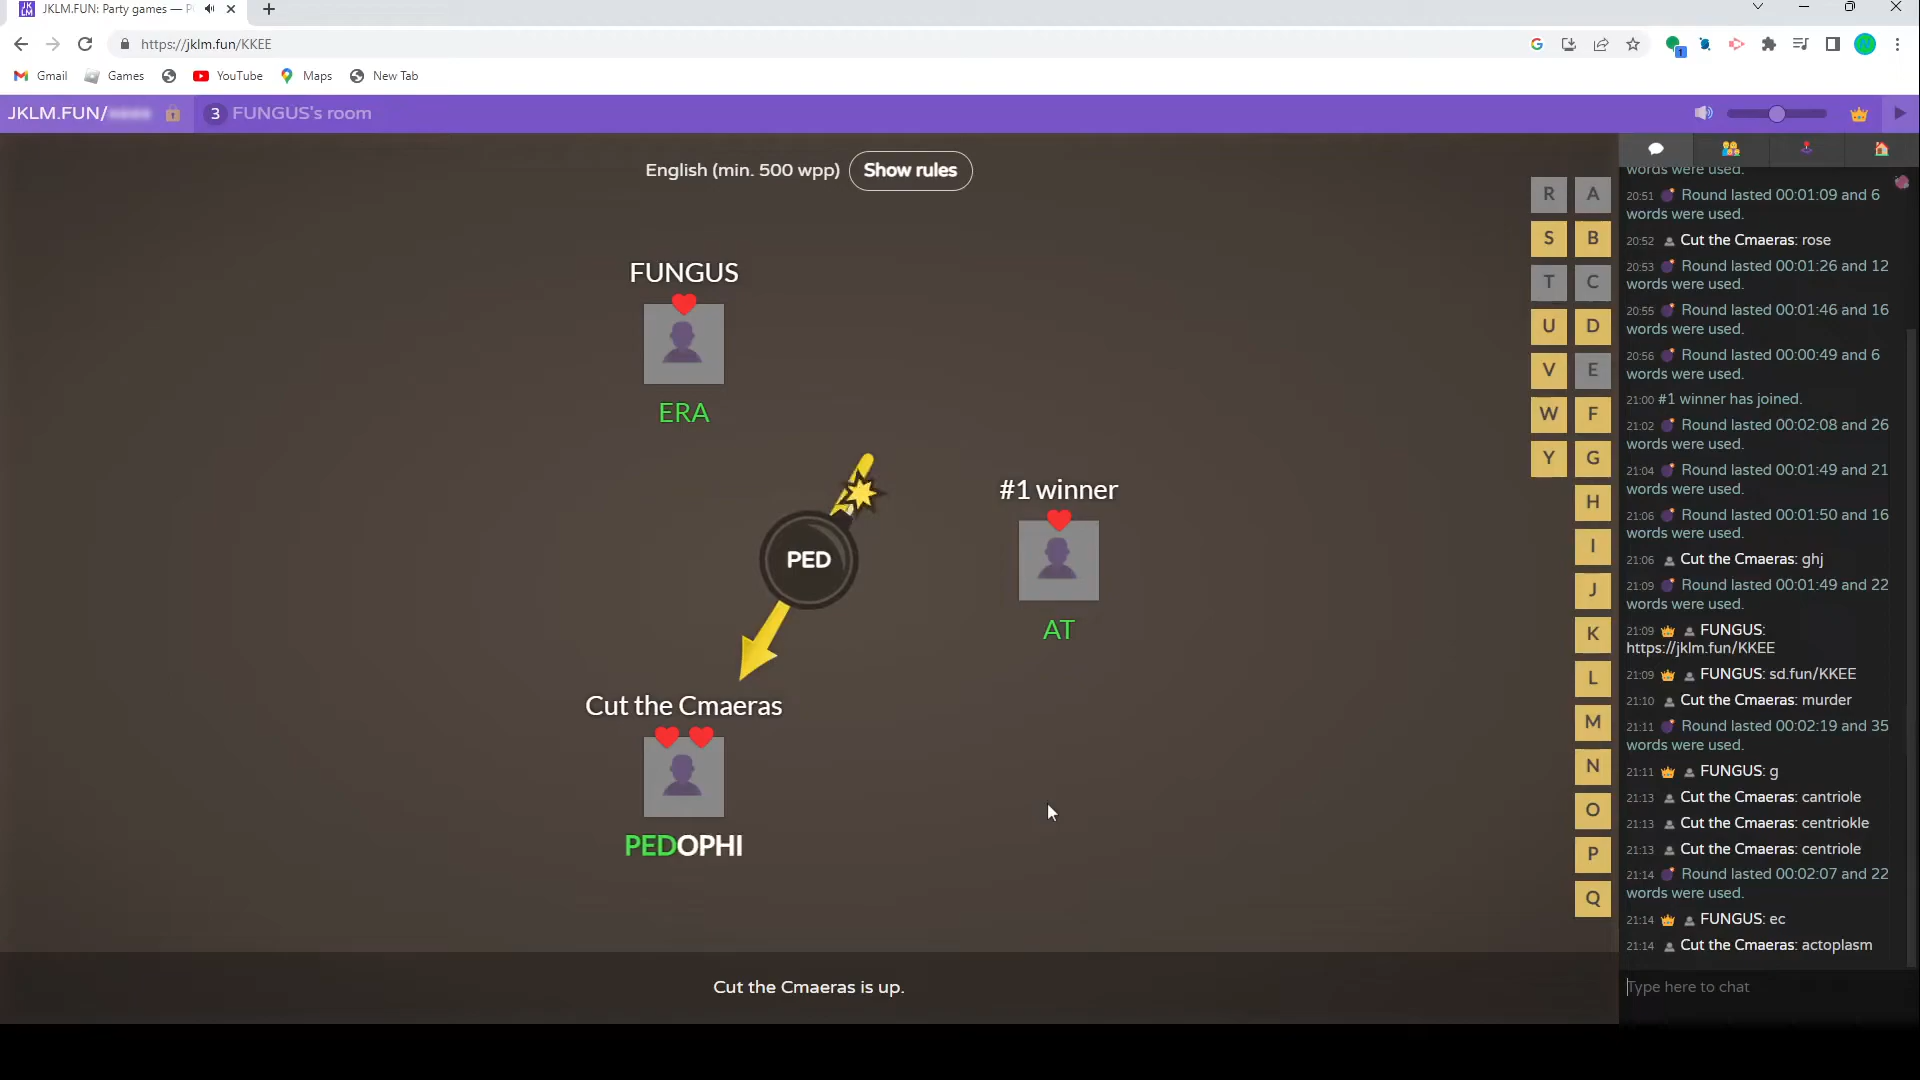 JKLM.FUN: Party games — P
https://jklm.fun/KKEE
1
Gmail
Games
YouTube
Maps
New Tab
JKLM.FUN/
3 FUNGUS's room
English (min. 500 wpp) Show rules
FUNGUS
ERA
#1 winner
AT
PED
Cut the Cmaeras
PEDOPHI
Cut the Cmaeras is up.
R A
S B
T C
U D
V E
W F
Y G
H
I
J
K
L
M
N
O
P
Q
words were used.
20:51 Round lasted 00:01:09 and 6
words were used.
20:52 Cut the Cmaeras: rose
20:53 Round lasted 00:01:26 and 12
words were used.
20:55 Round lasted 00:01:46 and 16
words were used.
20:56 Round lasted 00:00:49 and 6
words were used.
21:00 #1 winner has joined.
21:02 Round lasted 00:02:08 and 26
words were used.
21:04 Round lasted 00:01:49 and 21
words were used.
21:06 Round lasted 00:01:50 and 16
words were used.
21:06 Cut the Cmaeras: ghj
21:09 Round lasted 00:01:49 and 22
words were used.
21:09 FUNGUS:
https://jklm.fun/KKEE
21:09 FUNGUS: sd.fun/KKEE
21:10 Cut the Cmaeras: murder
21:11 Round lasted 00:02:19 and 35
words were used.
21:11 FUNGUS: g
21:13 Cut the Cmaeras: cantriole
21:13 Cut the Cmaeras: centriokle
21:13 Cut the Cmaeras: centriole
21:14 Round lasted 00:02:07 and 22
words were used.
21:14 FUNGUS: ec
21:14 Cut the Cmaeras: actoplasm
Type here to chat